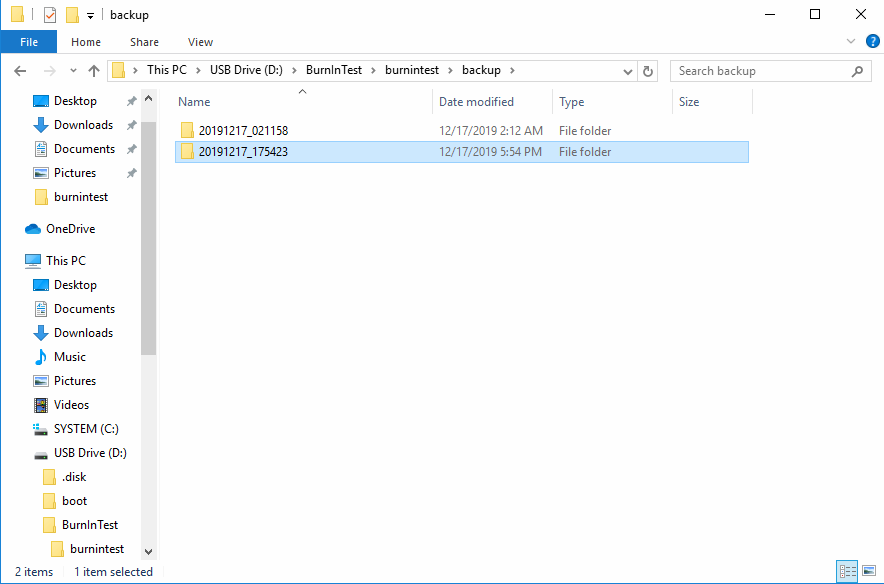 backup
File Home Share View
This PC USB Drive (D:) BurnInTest burnintest backup
Search backup
Name Date modified Type Size
20191217_021158 12/17/2019 2:12 AM File folder
20191217_175423 12/17/2019 5:54 PM File folder
Desktop
Downloads
Documents
Pictures
burnintest
OneDrive
This PC
Desktop
Documents
Downloads
Music
Pictures
Videos
SYSTEM (C:)
USB Drive (D:)
.disk
boot
BurnInTest
burnintest
2 items 1 item selected